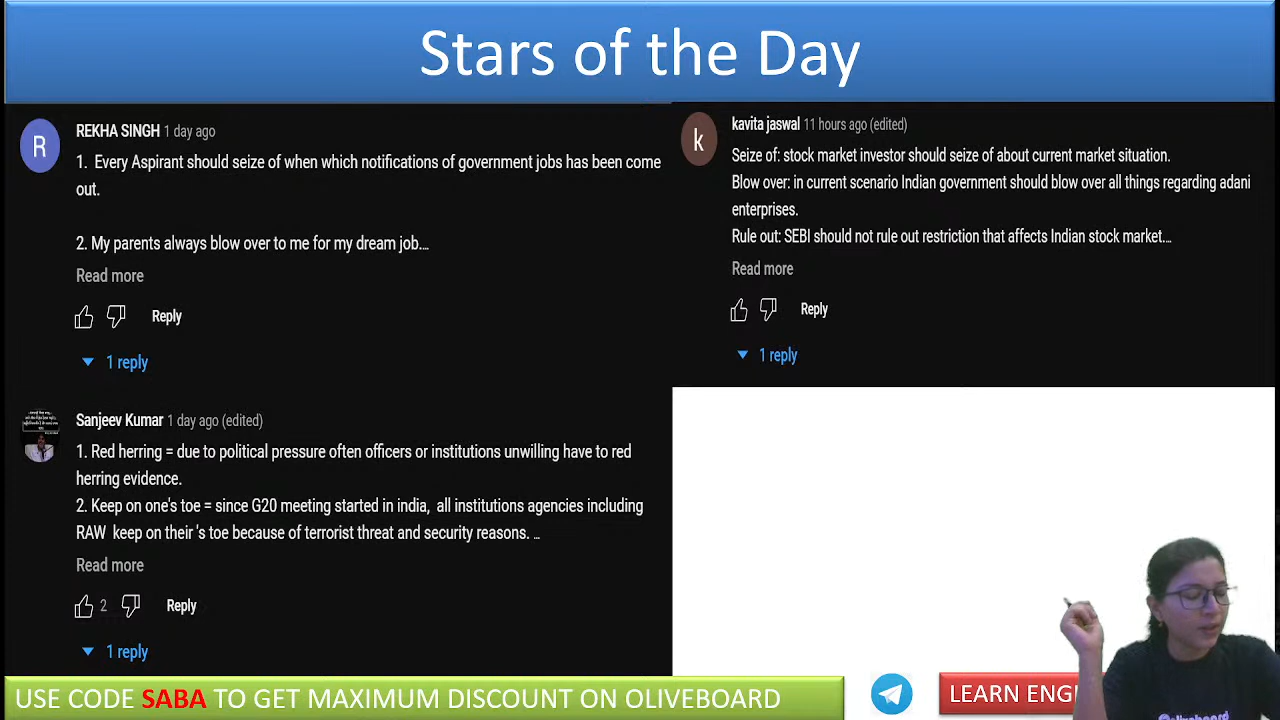 Stars of the Day
R
REKHA SINGH 1 day ago
1. Every Aspirant should seize of when which notifications of government jobs has been come
out.
2. My parents always blow over to me for my dream job...
Read more
Reply
1 reply
k
kavita jaswal 11 hours ago (edited)
Seize of: stock market investor should seize of about current market situation.
Blow over: in current scenario Indian government should blow over all things regarding adani
enterprises.
Rule out: SEBI should not rule out restriction that affects Indian stock market...
Read more
Reply
1 reply
Sanjeev Kumar 1 day ago (edited)
1. Red herring = due to political pressure often officers or institutions unwilling have to red
herring evidence.
2. Keep on one's toe = since G20 meeting started in india, all institutions agencies including
RAW keep on their 's toe because of terrorist threat and security reasons. ...
Read more
2 Reply
1 reply
USE CODE SABA TO GET MAXIMUM DISCOUNT ON OLIVEBOARD
LEARN ENG